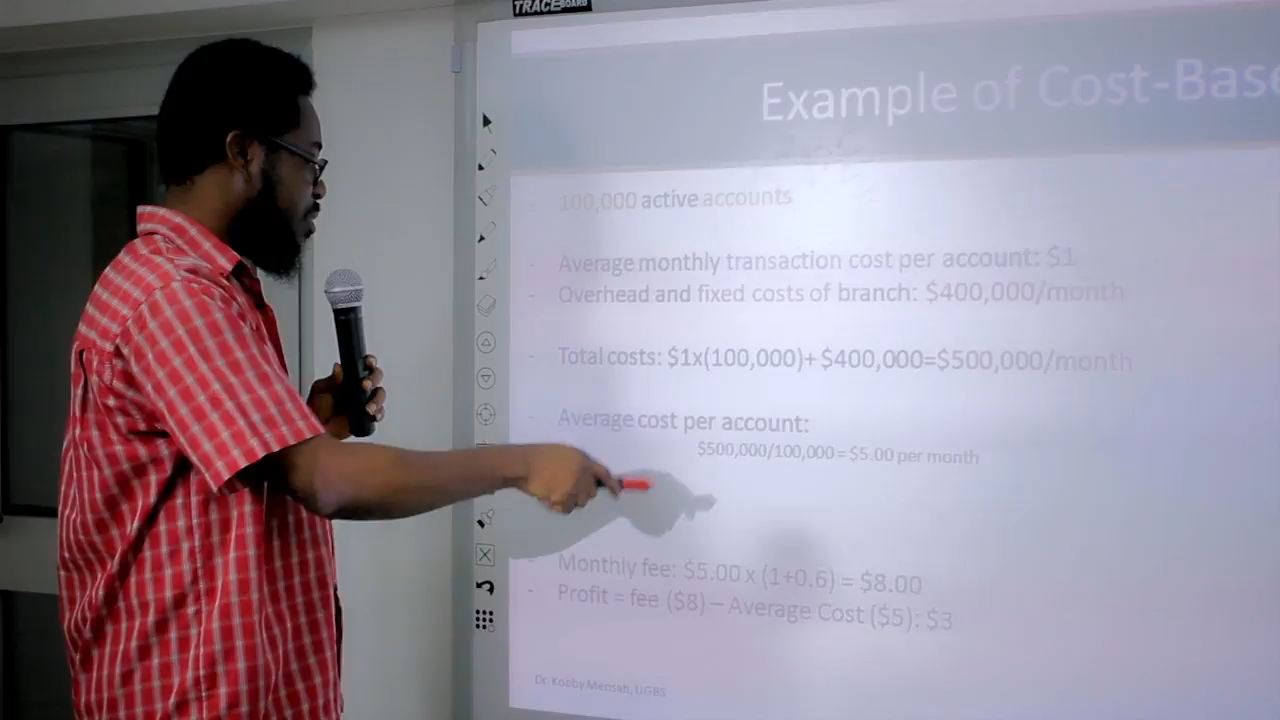 TRACEBOARD
Example of Cost-Base
- 100,000 active accounts
- Average monthly transaction cost per account: $1
- Overhead and fixed costs of branch: $400,000/month
- Total costs: $1x(100,000)+ $400,000=$500,000/month
- Average cost per account:
$500,000/100,000 = $5.00 per month
- Monthly fee: $5.00 x (1+0.6) = $8.00
- Profit = fee ($8) – Average Cost ($5): $3
Dr. Kobby Mensah, UGBS